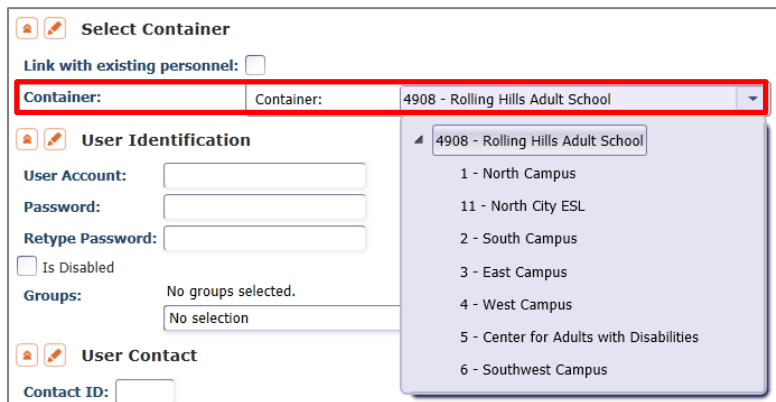 Select Container
Link with existing personnel:
Container: Container: 4908 - Rolling Hills Adult School
User Identification
4908 - Rolling Hills Adult School
User Account:
1 - North Campus
Password:
11 - North City ESL
Retype Password:
2 - South Campus
Is Disabled
3 - East Campus
Groups: No groups selected.
4 - West Campus
No selection
5 - Center for Adults with Disabilities
User Contact
6 - Southwest Campus
Contact ID: